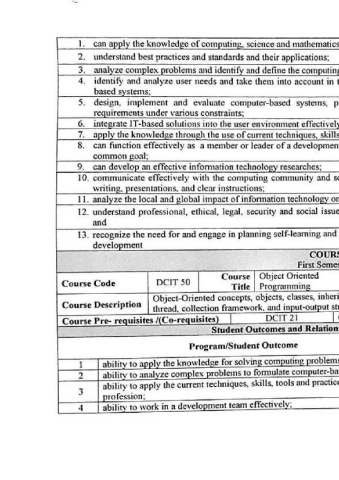 1. can apply the knowledge of computing, science and mathematics
2. understand best practices and standards and their applications;
3. analyze complex problems and identify and define the computing
4. identify and analyze user needs and take them into account in t
based systems;
5. design, implement and evaluate computer-based systems, p
requirements under various constraints;
6. integrate IT-based solutions into the user environment effectively
7. apply the knowledge through the use of current techniques, skills
8. can function effectively as a member or leader of a developmen
common goal;
9. can develop an effective information technology researches;
10. communicate effectively with the computing community and so
writing, presentations, and clear instructions;
11. analyze the local and global impact of information technology on
12. understand professional, ethical, legal, security and social issue
and
13. recognize the need for and engage in planning self-learning and
development
COURS
First Semes
Course Code DCIT 50 Course Title Object Oriented Programming
Course Description Object-Oriented concepts, objects, classes, inheri
thread, collection framework, and input-output st
Course Pre- requisites /(Co-requisites) DCIT 21
Student Outcomes and Relation
Program/Student Outcome
1 ability to apply the knowledge for solving computing problems
2 ability to analyze complex problems to formulate computer-ba
3 ability to apply the current techniques, skills, tools and practice
profession;
4 ability to work in a development team effectively;